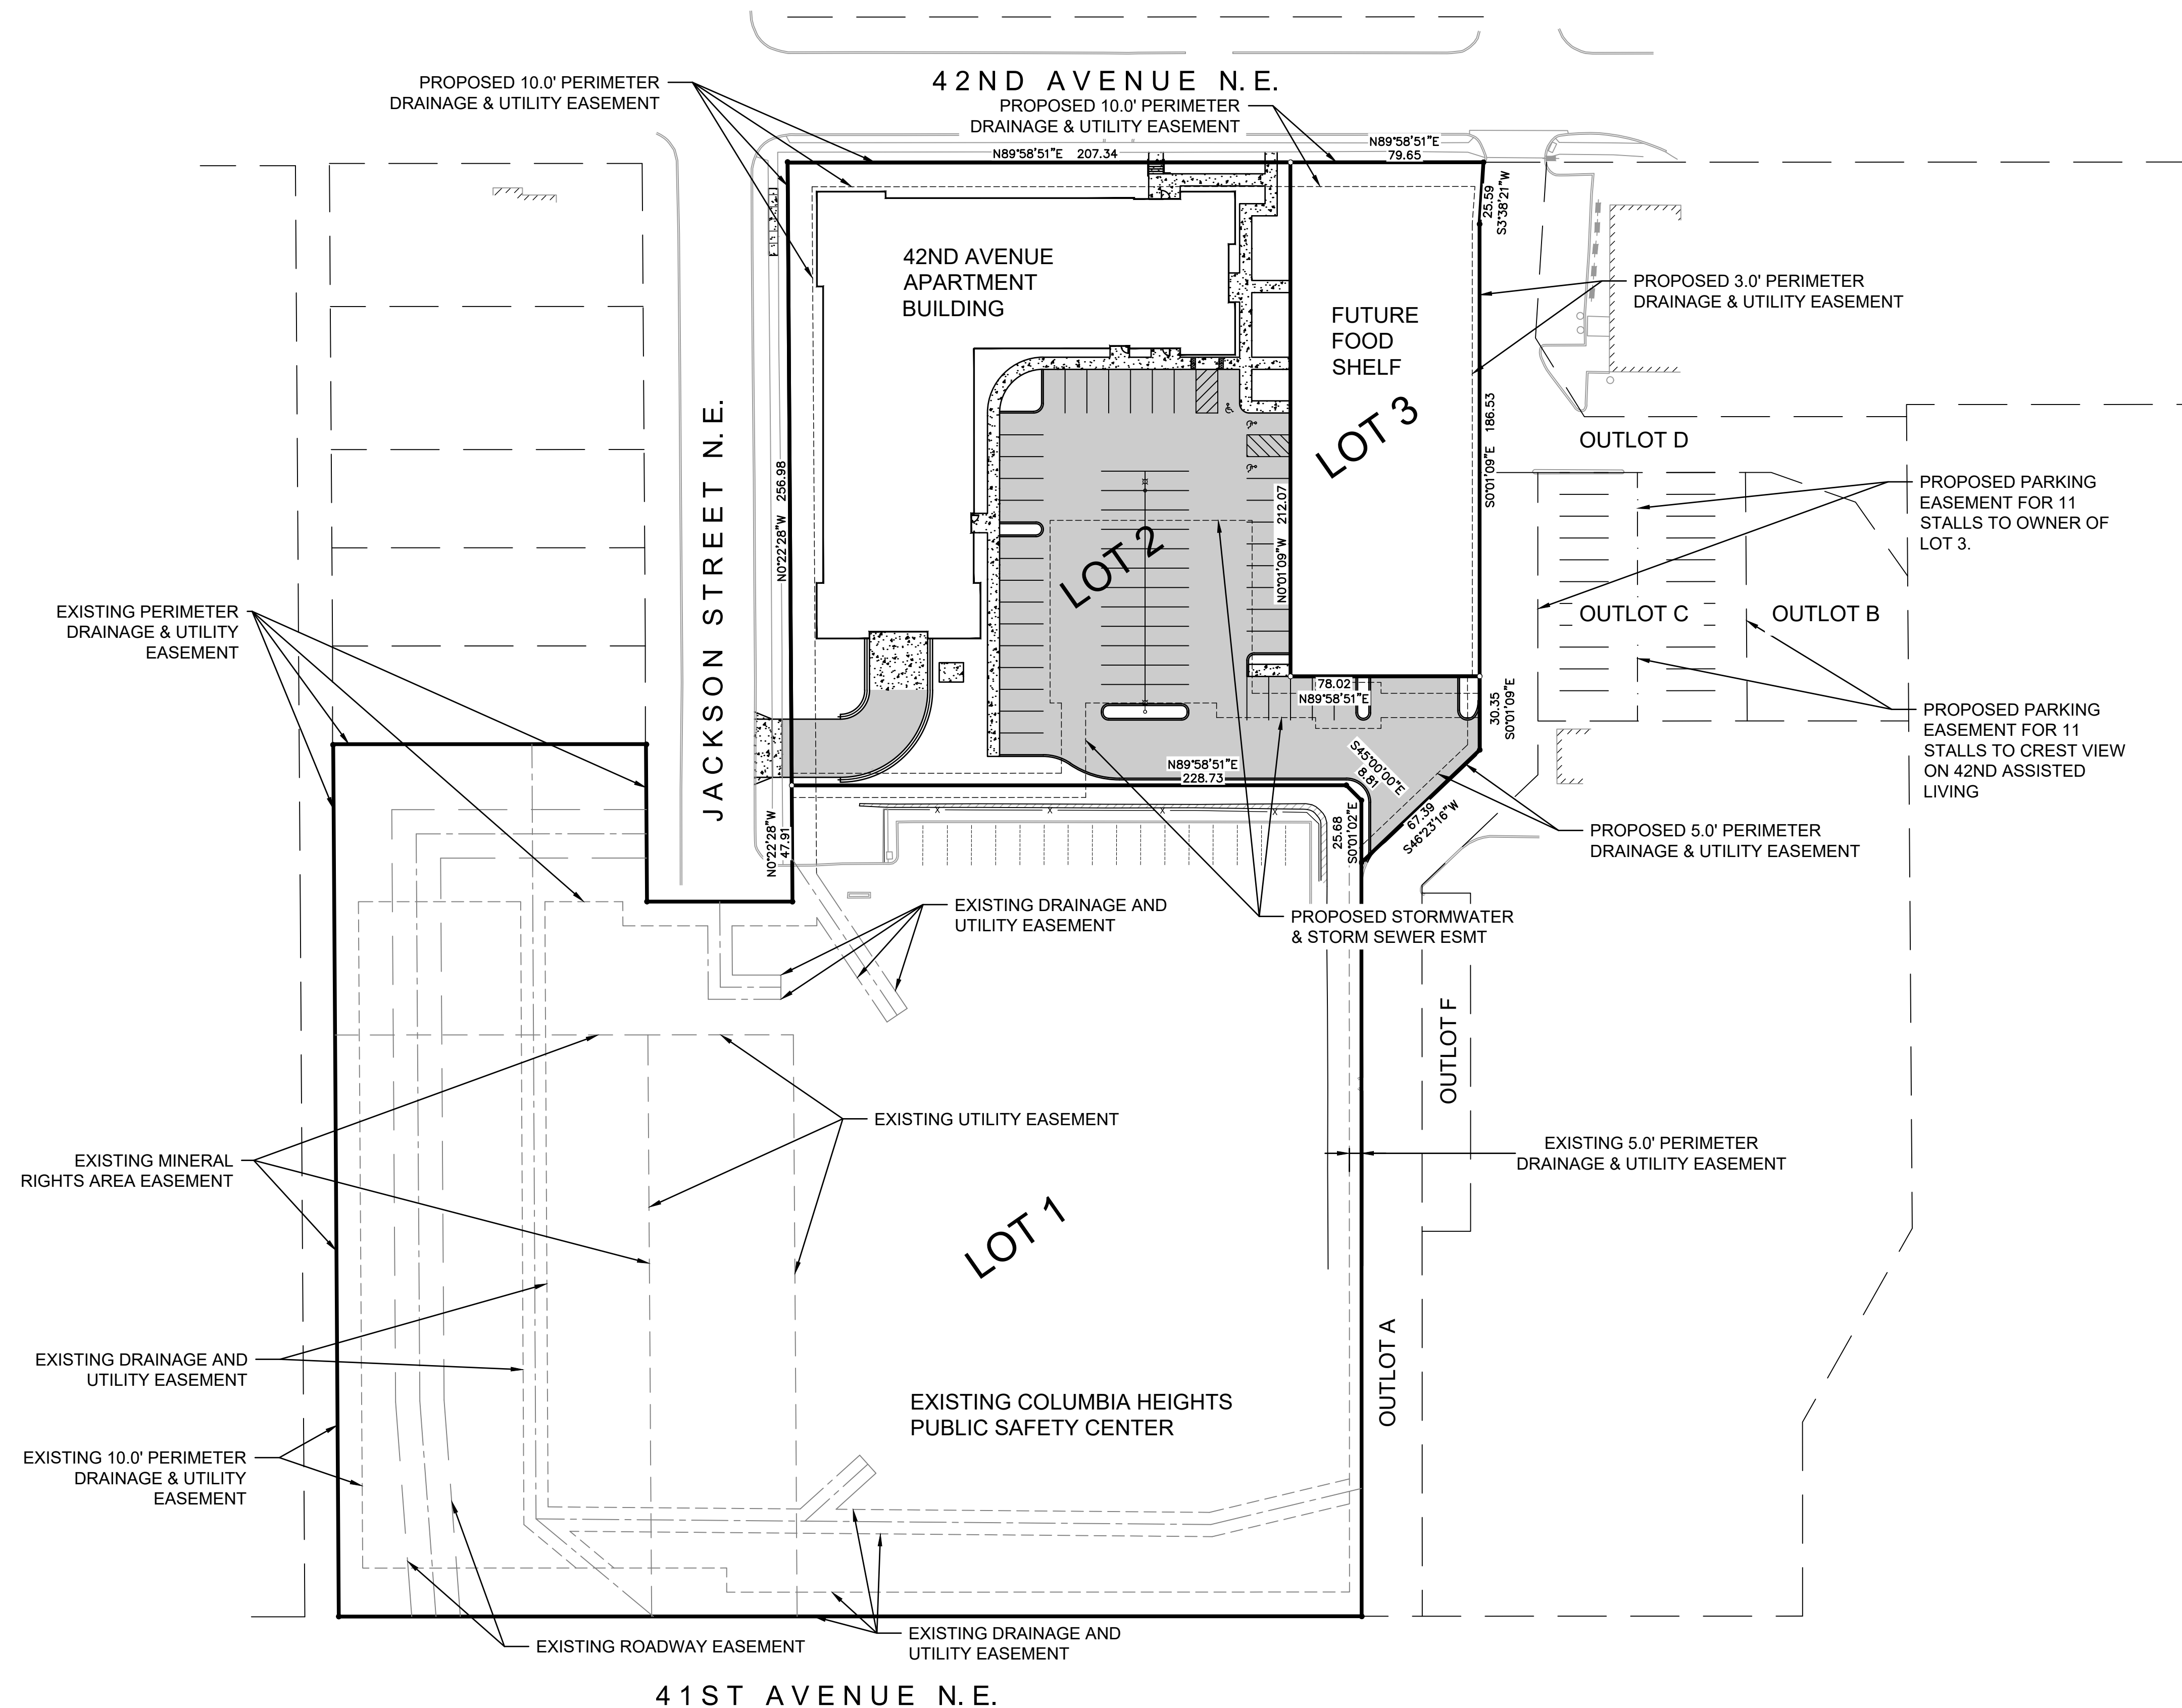 42ND AVENUE N.E.
PROPOSED 10.0' PERIMETER
DRAINAGE & UTILITY EASEMENT
PROPOSED 10.0' PERIMETER
DRAINAGE & UTILITY EASEMENT
N89°58'51"E 207.34
N89°58'51"E
79.65
25.59
S3°38'21"W
42ND AVENUE
APARTMENT
BUILDING
FUTURE
FOOD
SHELF
LOT 3
PROPOSED 3.0' PERIMETER
DRAINAGE & UTILITY EASEMENT
S0°01'09"E 186.53
OUTLOT D
JACKSON STREET N.E.
N0°22'28"W 256.98
LOT 2
N0°01'09"W 212.07
PROPOSED PARKING
EASEMENT FOR 11
STALLS TO OWNER OF
LOT 3.
OUTLOT C
OUTLOT B
EXISTING PERIMETER
DRAINAGE & UTILITY
EASEMENT
78.02
N89°58'51"E
30.35
S0°01'09"E
PROPOSED PARKING
EASEMENT FOR 11
STALLS TO CREST VIEW
ON 42ND ASSISTED
LIVING
N89°58'51"E
228.73
S45°00'00"E
8.81
67.39
S46°23'16"W
25.68
S0°01'02"E
N0°22'28"W
47.91
X
X
X
X
PROPOSED 5.0' PERIMETER
DRAINAGE & UTILITY EASEMENT
EXISTING DRAINAGE AND
UTILITY EASEMENT
PROPOSED STORMWATER
& STORM SEWER ESMT
OUTLOT F
EXISTING UTILITY EASEMENT
EXISTING MINERAL
RIGHTS AREA EASEMENT
EXISTING 5.0' PERIMETER
DRAINAGE & UTILITY EASEMENT
LOT 1
OUTLOT A
EXISTING DRAINAGE AND
UTILITY EASEMENT
EXISTING COLUMBIA HEIGHTS
PUBLIC SAFETY CENTER
EXISTING 10.0' PERIMETER
DRAINAGE & UTILITY
EASEMENT
EXISTING ROADWAY EASEMENT
EXISTING DRAINAGE AND
UTILITY EASEMENT
41ST AVENUE N.E.